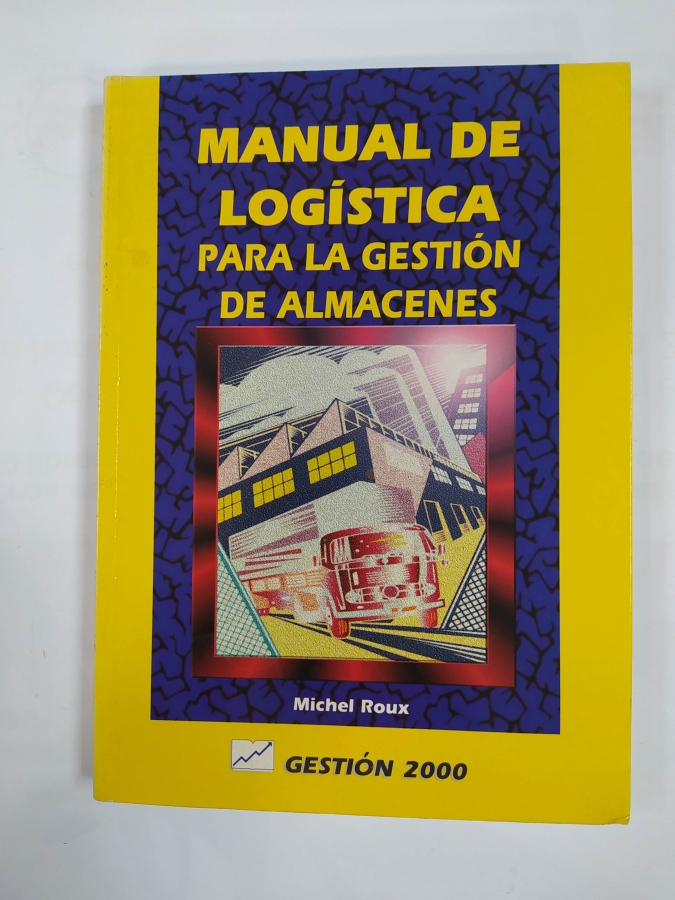 MANUAL DE
LOGÍSTICA
PARA LA GESTIÓN
DE ALMACENES
Michel Roux
GESTIÓN 2000